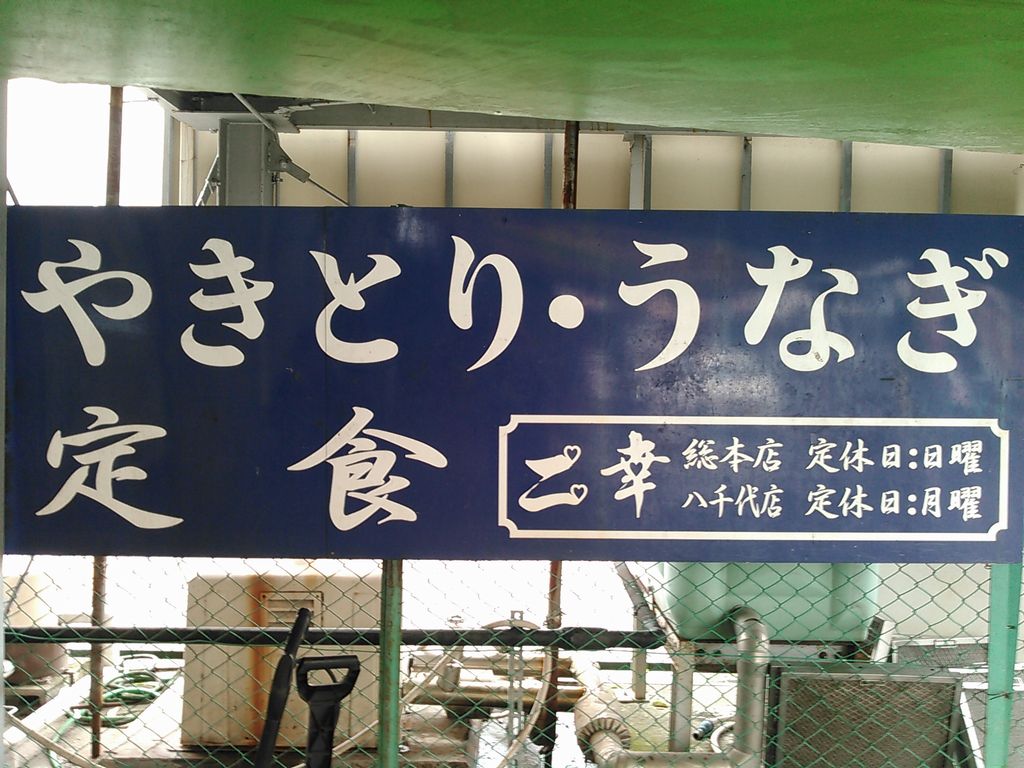 やきとり・うなぎ
定食
二幸
総本店 定休日:日曜
八千代店 定休日:月曜